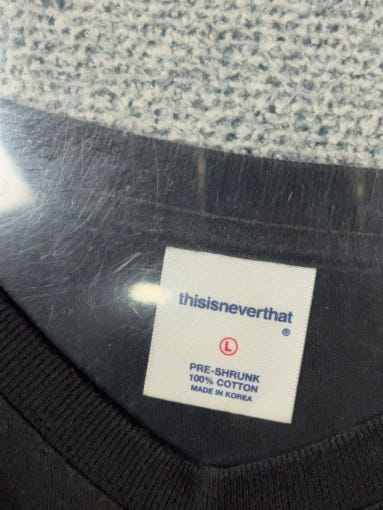 thisisneverthat
®
L
PRE-SHRUNK
100% COTTON
MADE IN KOREA